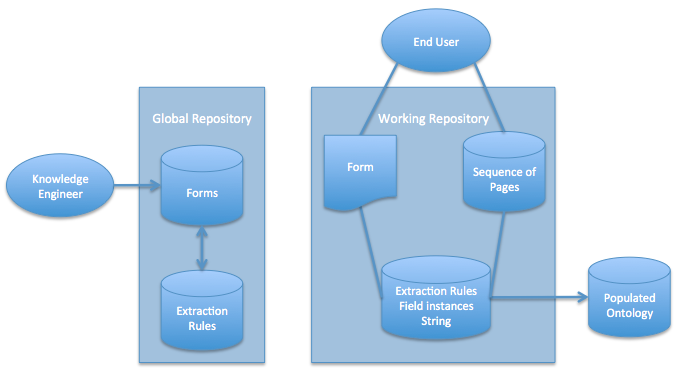 End User
Global Repository
Working Repository
Knowledge
Engineer
Forms
Form
Sequence of
Pages
Extraction
Rules
Extraction Rules
Field instances
String
Populated
Ontology